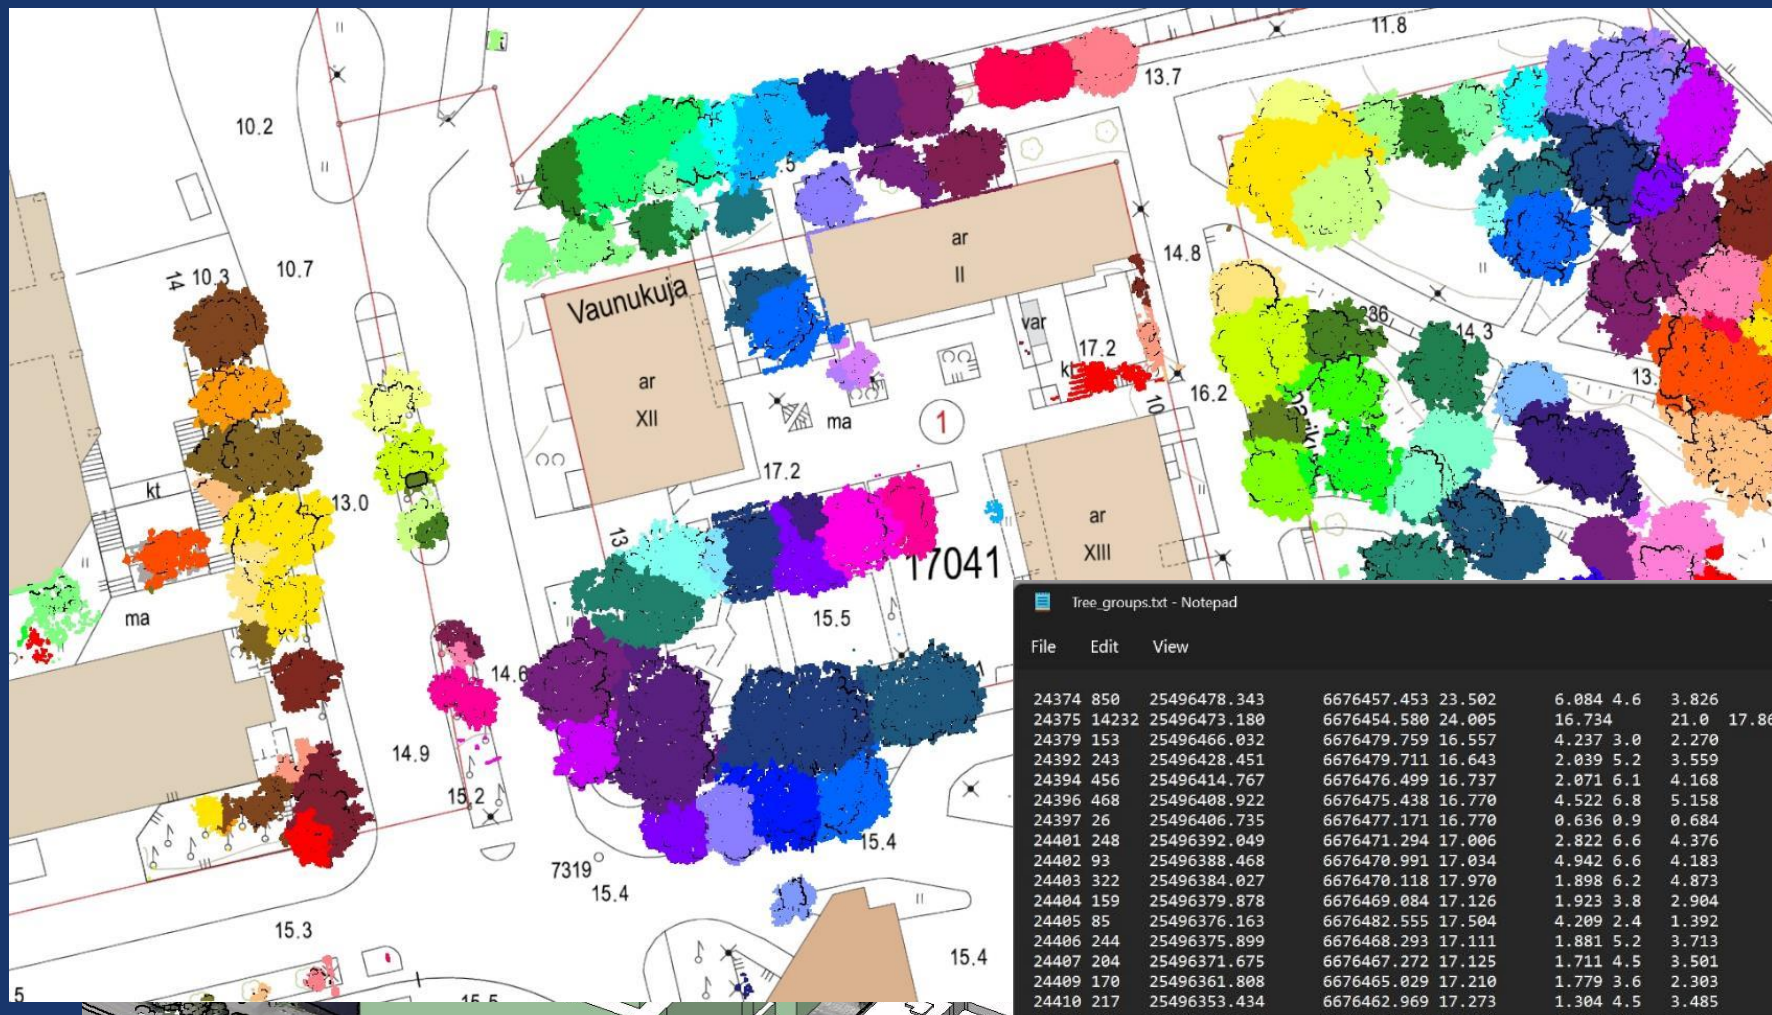 11.8
13.7
10.2
5
10.3
14
10.7
14.8
ar
II
Vaunukuja
var
36
14.3
17.2
kt
13.
16.2
10
ar
XII
ma
1
17.2
kt
13.0
13
ar
XIII
17041
ma
15.5
14.6
1
14.9
15.2
15.4
7319
15.4
15.3
15.4
5
15.5
Tree_groups.txt - Notepad
File Edit View
24374 850 25496478.343 6676457.453 23.502 6.084 4.6 3.826
24375 14232 25496473.180 6676454.580 24.005 16.734 21.0 17.86
24379 153 25496466.032 6676479.759 16.557 4.237 3.0 2.270
24392 243 25496428.451 6676479.711 16.643 2.039 5.2 3.559
24394 456 25496414.767 6676476.499 16.737 2.071 6.1 4.168
24396 468 25496408.922 6676475.438 16.770 4.522 6.8 5.158
24397 26 25496406.735 6676477.171 16.770 0.636 0.9 0.684
24401 248 25496392.049 6676471.294 17.006 2.822 6.6 4.376
24402 93 25496388.468 6676470.991 17.034 4.942 6.6 4.183
24403 322 25496384.027 6676470.118 17.970 1.898 6.2 4.873
24404 159 25496379.878 6676469.084 17.126 1.923 3.8 2.904
24405 85 25496376.163 6676482.555 17.504 4.209 2.4 1.392
24406 244 25496375.899 6676468.293 17.111 1.881 5.2 3.713
24407 204 25496371.675 6676467.272 17.125 1.711 4.5 3.501
24409 170 25496361.808 6676465.029 17.210 1.779 3.6 2.303
24410 217 25496353.434 6676462.969 17.273 1.304 4.5 3.485